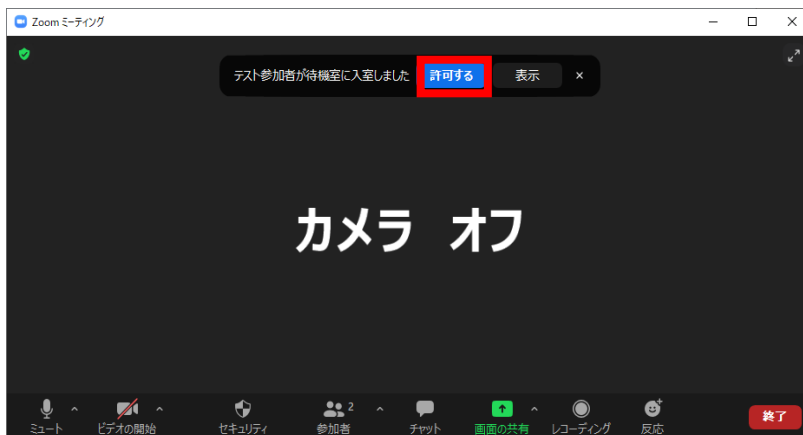 Zoom ミーティング
テスト参加者が待機室に入室しました 許可する 表示 ×
カメラ オフ
2
ミュート ビデオの開始 セキュリティ 参加者 チャット 画面の共有 レコーディング 反応 終了